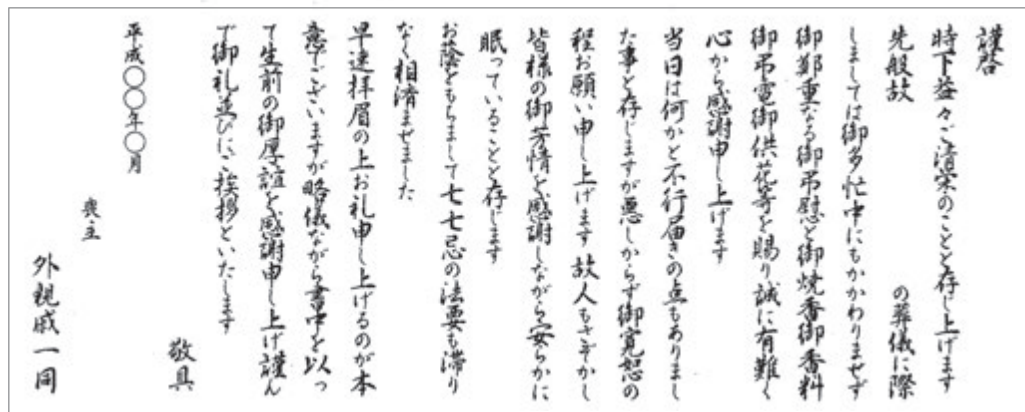 謹啓
時下益々ご清栄のことと存じ上げます
先般故 の葬儀に際
しましては御多忙中にもかかわりませず
御鄭重なる御弔慰と御焼香御香料
御弔電御供花等を賜り誠に有難く
心から感謝申し上げます
当日は何かと不行届きの点もありまし
た事と存じますが悪しからず御寛恕の
程お願い申し上げます故人もさぞかし
皆様の御芳情を感謝しながら安らかに
眠っていることと存じます
お蔭をもちまして七七忌の法要も滞り
なく相済ませました
早速拝眉の上お礼申し上げるのが本
意でございますが略儀ながら書中を以っ
て生前の御厚誼を感謝申し上げ謹ん
で御礼並びにご挨拶といたします
敬具
平成〇〇年〇月
喪主
外親戚一同